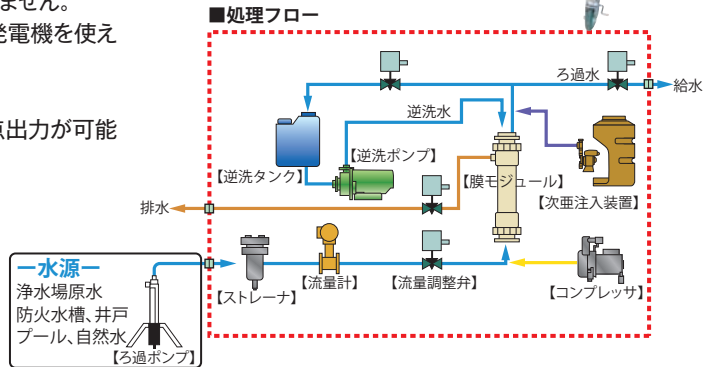 ません。
発電機を使え
点出力が可能
■処理フロー
ろ過水
給水
逆洗水
【逆洗ポンプ】
【逆洗タンク】
【膜モジュール】
【次亜注入装置】
排水
ー水源ー
浄水場原水
防火水槽、井戸
プール、自然水
【ろ過ポンプ】
【ストレーナ】
【流量計】
【流量調整弁】
【コンプレッサ】